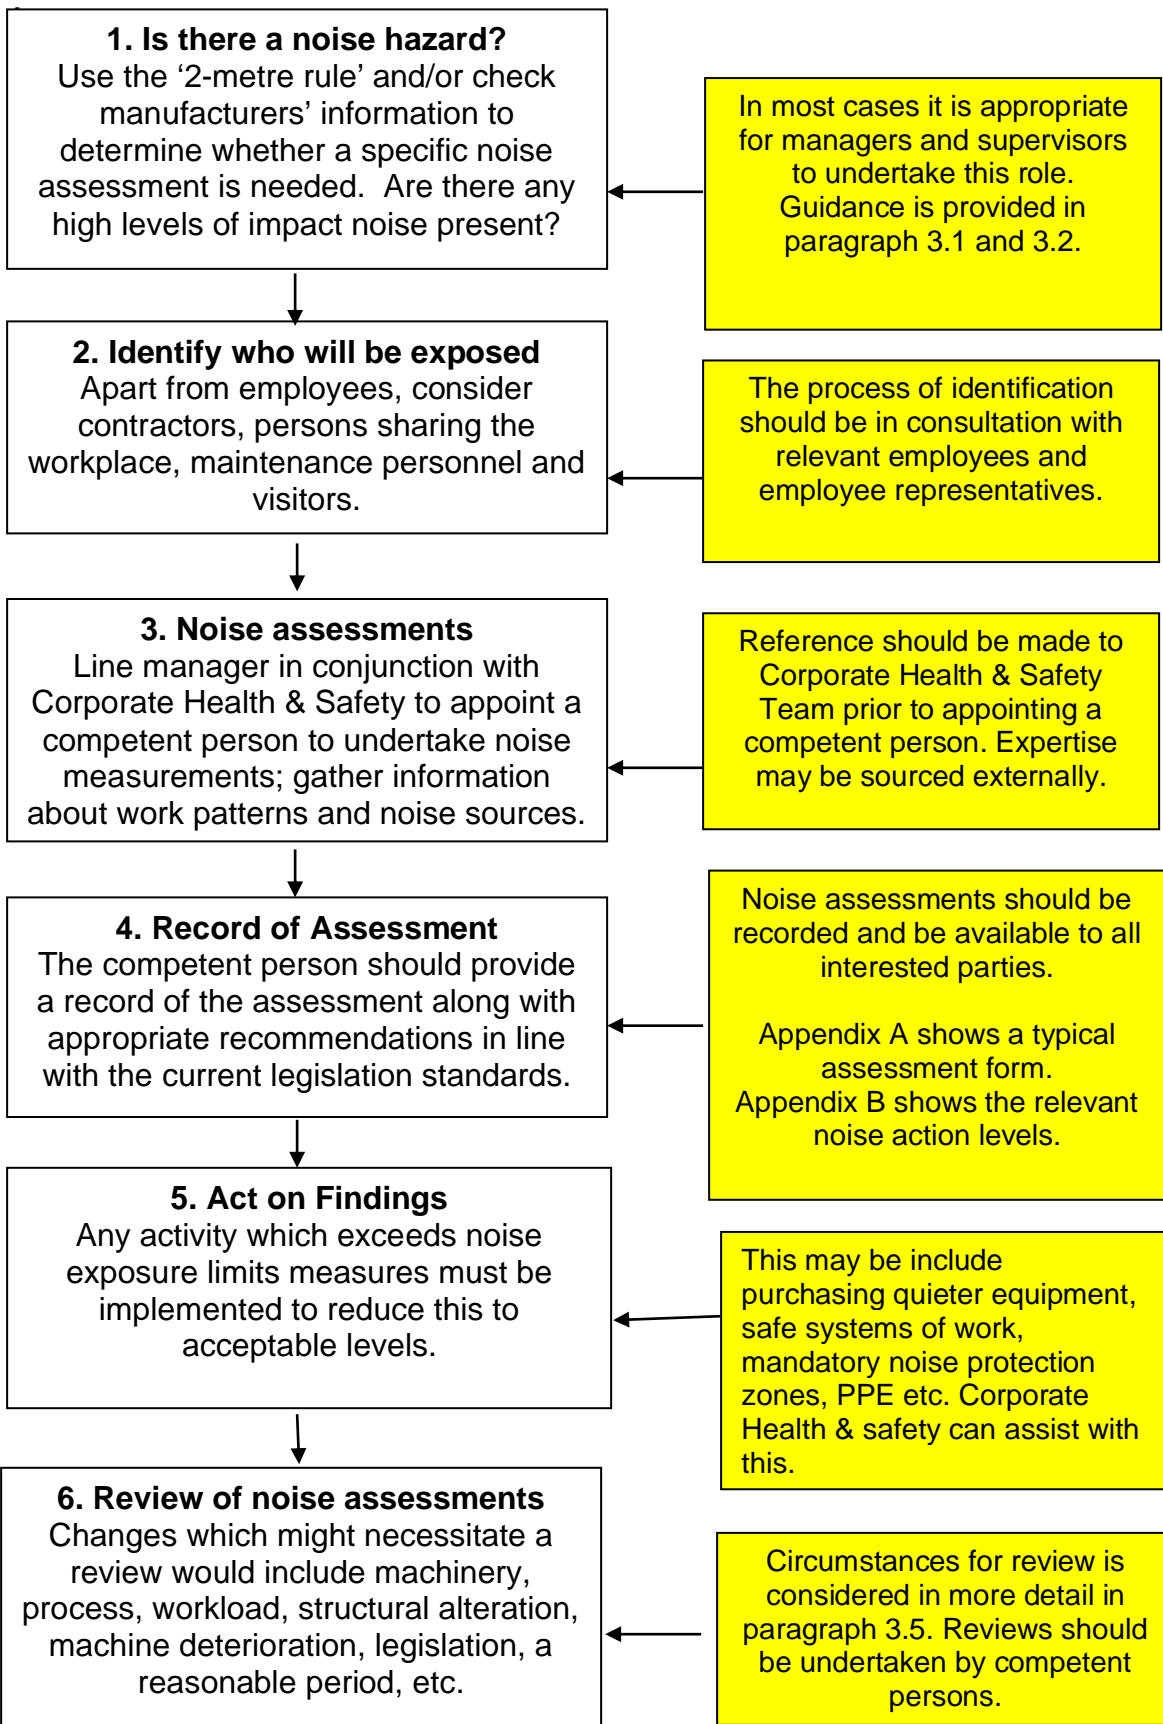 1. Is there a noise hazard?
Use the ‘2-metre rule’ and/or check
manufacturers’ information to
determine whether a specific noise
assessment is needed.  Are there any
high levels of impact noise present?
In most cases it is appropriate
for managers and supervisors
to undertake this role.
Guidance is provided in
paragraph 3.1 and 3.2.
2. Identify who will be exposed
Apart from employees, consider
contractors, persons sharing the
workplace, maintenance personnel and
visitors.
The process of identification
should be in consultation with
relevant employees and
employee representatives.
3. Noise assessments
Line manager in conjunction with
Corporate Health & Safety to appoint a
competent person to undertake noise
measurements; gather information
about work patterns and noise sources.
Reference should be made to
Corporate Health & Safety
Team prior to appointing a
competent person. Expertise
may be sourced externally.
4. Record of Assessment
The competent person should provide
a record of the assessment along with
appropriate recommendations in line
with the current legislation standards.
Noise assessments should be
recorded and be available to all
interested parties.
Appendix A shows a typical
assessment form.
Appendix B shows the relevant
noise action levels.
5. Act on Findings
Any activity which exceeds noise
exposure limits measures must be
implemented to reduce this to
acceptable levels.
This may be include
purchasing quieter equipment,
safe systems of work,
mandatory noise protection
zones, PPE etc. Corporate
Health & safety can assist with
this.
6. Review of noise assessments
Changes which might necessitate a
review would include machinery,
process, workload, structural alteration,
machine deterioration, legislation, a
reasonable period, etc.
Circumstances for review is
considered in more detail in
paragraph 3.5. Reviews should
be undertaken by competent
persons.